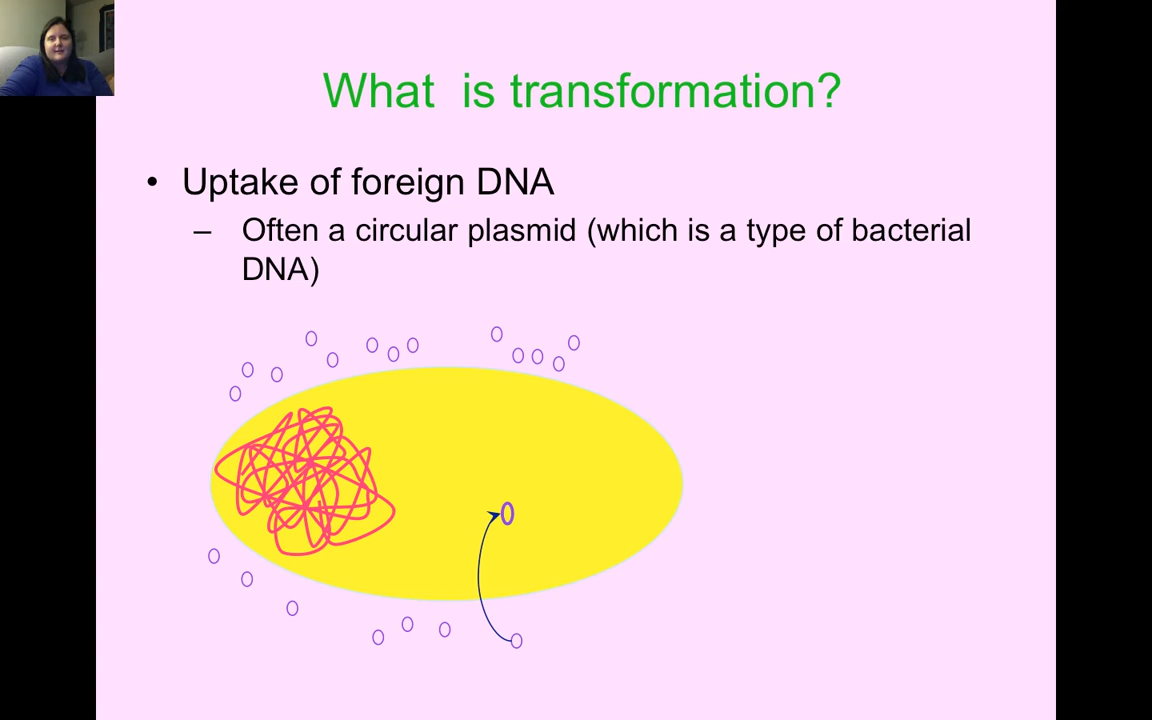 What is transformation?
• Uptake of foreign DNA
– Often a circular plasmid (which is a type of bacterial
DNA)